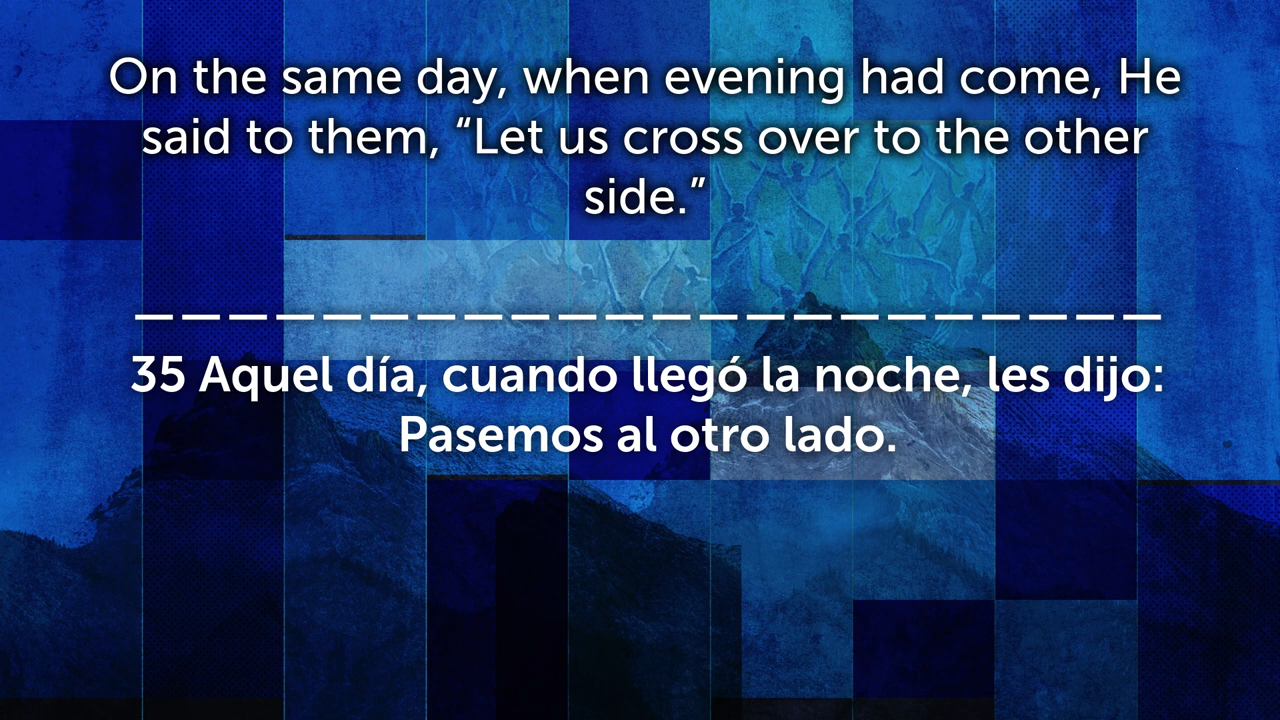 On the same day, when evening had come, He
said to them, “Let us cross over to the other
side.”
_ _ _ _ _ _ _ _ _ _ _ _ _ _ _ _ _ _ _ _ _ _
35 Aquel día, cuando llegó la noche, les dijo:
Pasemos al otro lado.